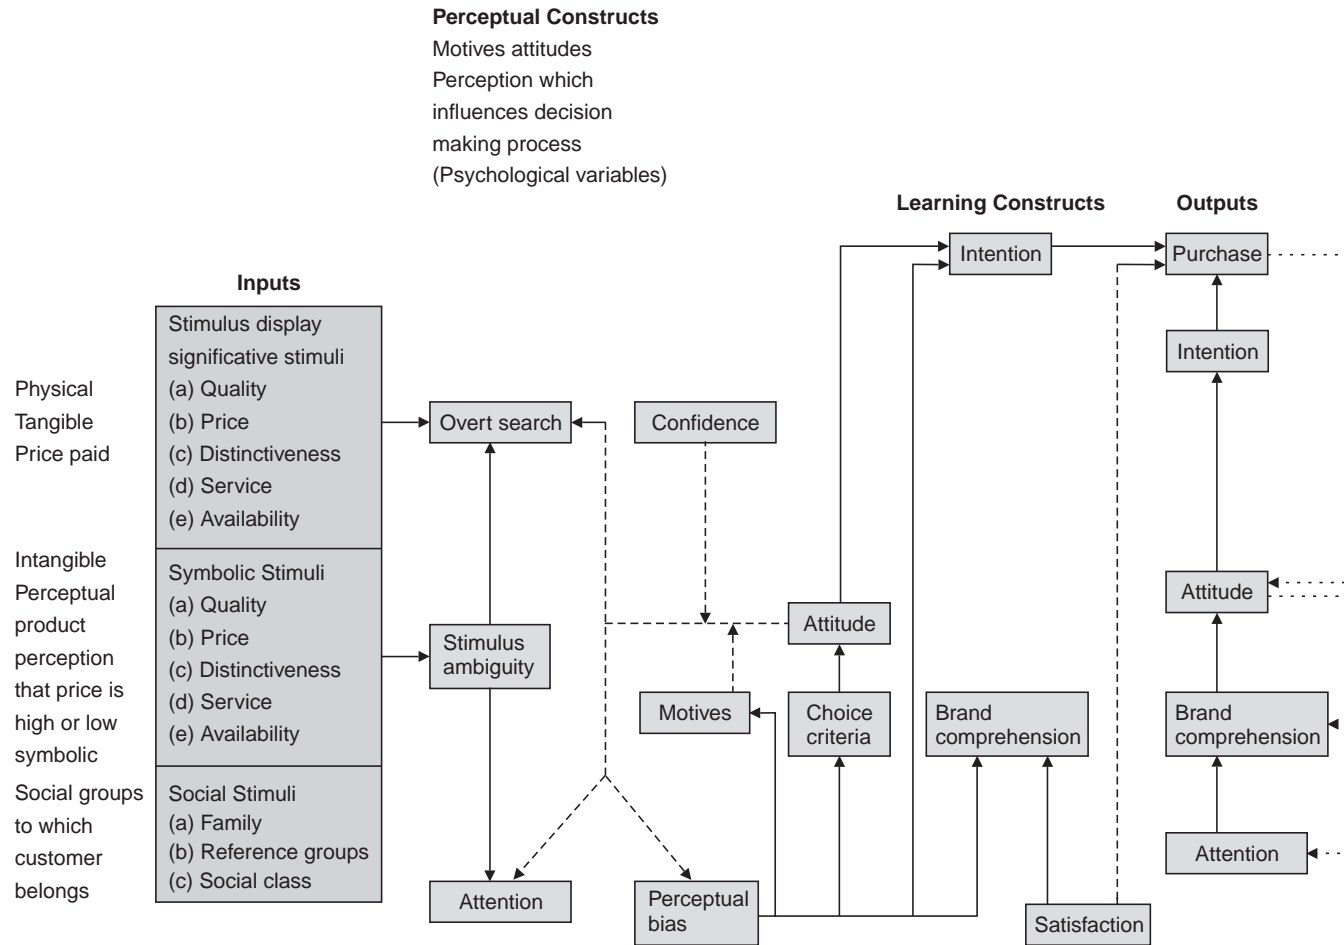 Perceptual Constructs
Motives attitudes
Perception which
influences decision
making process
(Psychological variables)
Learning Constructs
Outputs
Intention
Purchase
Inputs
Stimulus display
significative stimuli
(a) Quality
(b) Price
(c) Distinctiveness
(d) Service
(e) Availability
Physical
Tangible
Price paid
Overt search
Confidence
Intention
Intangible
Perceptual
product
perception
that price is
high or low
symbolic
Symbolic Stimuli
(a) Quality
(b) Price
(c) Distinctiveness
(d) Service
(e) Availability
Stimulus
ambiguity
Attitude
Attitude
Motives
Choice
criteria
Brand
comprehension
Brand
comprehension
Social groups
to which
customer
belongs
Social Stimuli
(a) Family
(b) Reference groups
(c) Social class
Attention
Perceptual
bias
Satisfaction
Attention